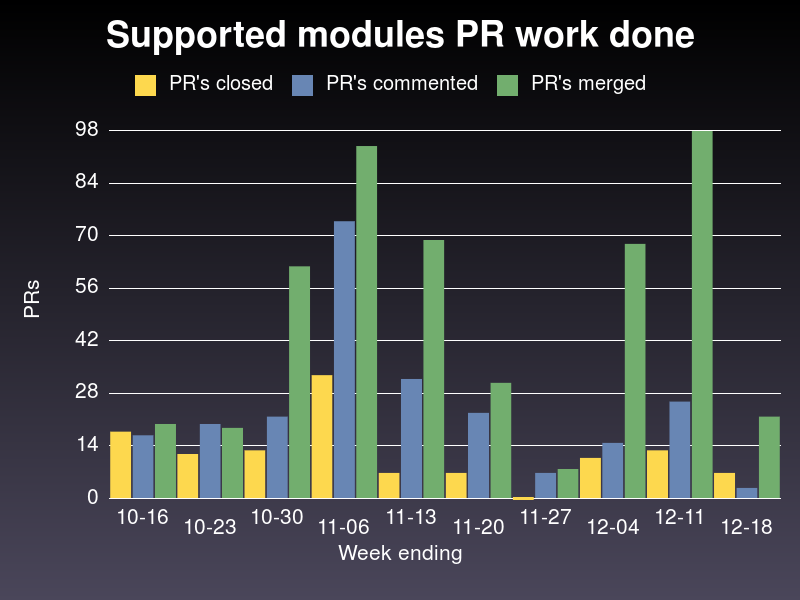 Supported modules PR work done
PR's closed PR's commented PR's merged
98
84
70
56
42
28
14
0
PRs
10-16 10-23 10-30 11-06 11-13 11-20 11-27 12-04 12-11 12-18
Week ending